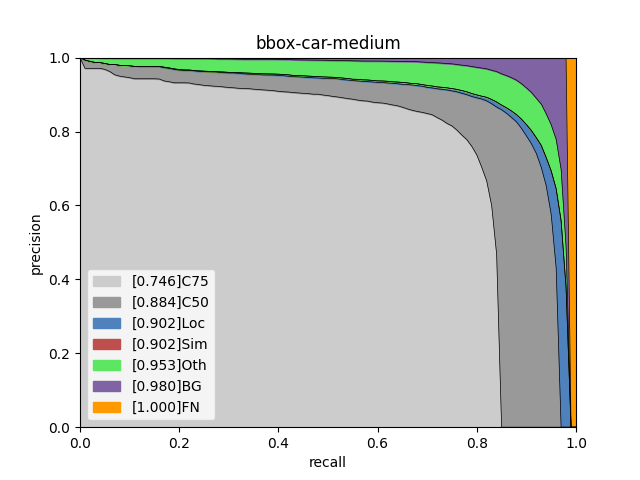 bbox-car-medium
precision
1.0
0.8
0.6
0.4
0.2
0.0
[0.746]C75
[0.884]C50
[0.902]Loc
[0.902]Sim
[0.953]Oth
[0.980]BG
[1.000]FN
0.0 0.2 0.4 0.6 0.8 1.0
recall